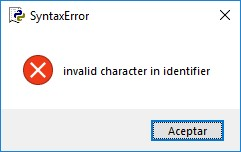 SyntaxError
invalid character in identifier
Aceptar